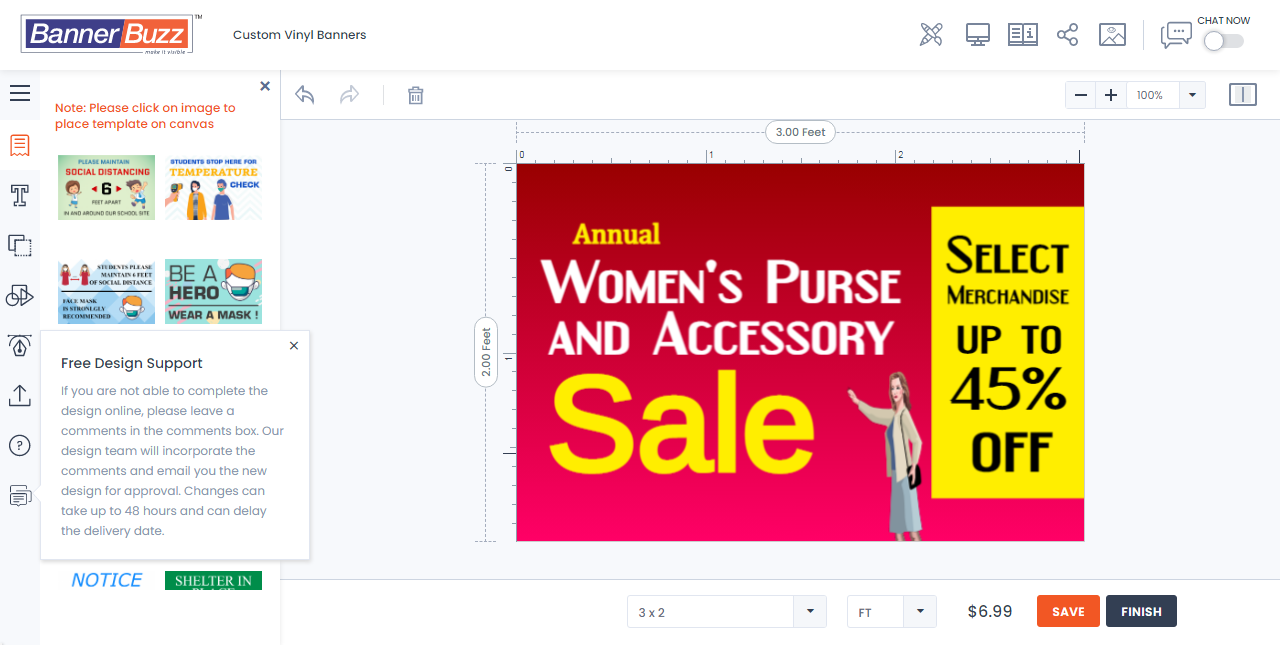 BannerBuzz™
make it visible
Custom Vinyl Banners
CHAT NOW
Note: Please click on image to
place template on canvas
PLEASE MAINTAIN
SOCIAL DISTANCING
6
FEET APART
IN AND AROUND OUR SCHOOL SITE
STUDENTS STOP HERE FOR
TEMPERATURE
CHECK
STUDENTS PLEASE
MAINTAIN 6 FEET
OF SOCIAL DISTANCE
FACE MASK
IS STRONLGLY
RECOMMENDED
BE A
HERO
WEAR A MASK !
Free Design Support
If you are not able to complete the
design online, please leave a
comments in the comments box. Our
design team will incorporate the
comments and email you the new
design for approval. Changes can
take up to 48 hours and can delay
the delivery date.
NOTICE
SHELTER IN
PLACE
100%
3.00 Feet
0 1 2
0
1
2.00 Feet
Annual
Women's Purse
and Accessory
Sale
Select
Merchandise
up to
45%
OFF
3 x 2
FT
$6.99
SAVE
FINISH